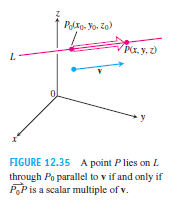 z
P₀(x₀, y₀, z₀)
P(x, y, z)
L
v
0
y
x
FIGURE 12.35 A point P lies on L
through P₀ parallel to v if and only if
P₀P is a scalar multiple of v.